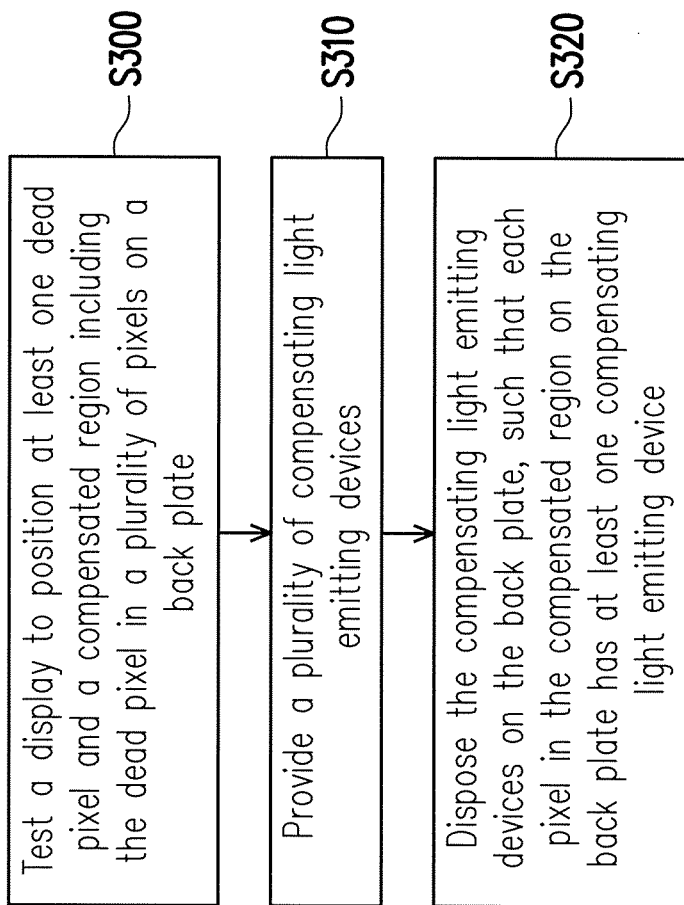 Test a display to position at least one dead
pixel and a compensated region including
the dead pixel in a plurality of pixels on a
back plate
S300
Provide a plurality of compensating light
emitting devices
S310
Dispose the compensating light emitting
devices on the back plate, such that each
pixel in the compensated region on the
back plate has at least one compensating
light emitting device
S320